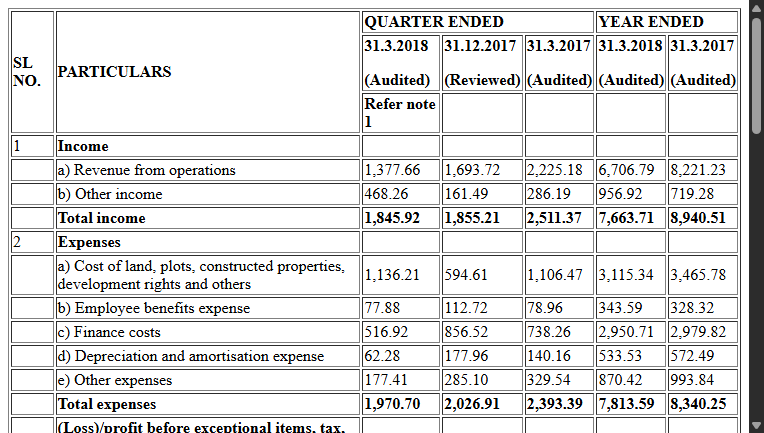 QUARTER ENDED YEAR ENDED
SL NO. PARTICULARS 31.3.2018 31.12.2017 31.3.2017 31.3.2018 31.3.2017
(Audited) (Reviewed) (Audited) (Audited) (Audited)
Refer note
1
1 Income
a) Revenue from operations 1,377.66 1,693.72 2,225.18 6,706.79 8,221.23
b) Other income 468.26 161.49 286.19 956.92 719.28
Total income 1,845.92 1,855.21 2,511.37 7,663.71 8,940.51
2 Expenses
a) Cost of land, plots, constructed properties,
development rights and others 1,136.21 594.61 1,106.47 3,115.34 3,465.78
b) Employee benefits expense 77.88 112.72 78.96 343.59 328.32
c) Finance costs 516.92 856.52 738.26 2,950.71 2,979.82
d) Depreciation and amortisation expense 62.28 177.96 140.16 533.53 572.49
e) Other expenses 177.41 285.10 329.54 870.42 993.84
Total expenses 1,970.70 2,026.91 2,393.39 7,813.59 8,340.25
(Loss)/profit before exceptional items, tax,